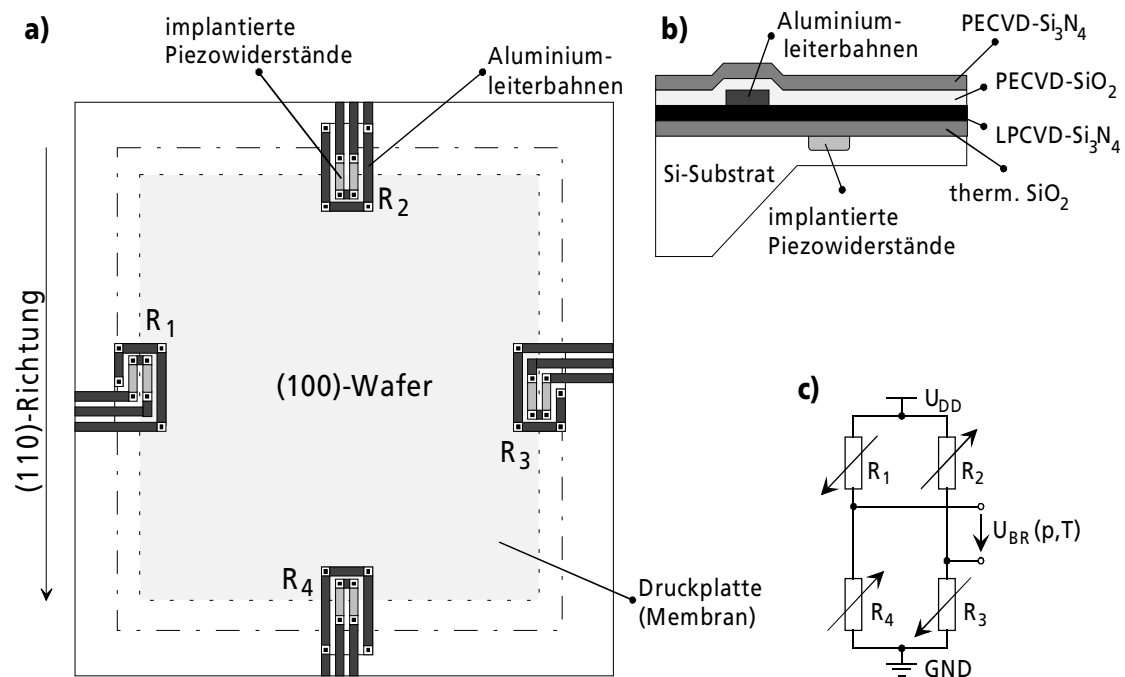 a)
implantierte
Piezowiderstände
Aluminium-
leiterbahnen
R2
(110)-Richtung
R1
(100)-Wafer
R3
R4
Druckplatte
(Membran)
b)
Aluminium-
leiterbahnen
PECVD-Si3N4
PECVD-SiO2
LPCVD-Si3N4
therm. SiO2
Si-Substrat
implantierte
Piezowiderstände
c)
UDD
R1
R2
UBR(p,T)
R4
R3
GND